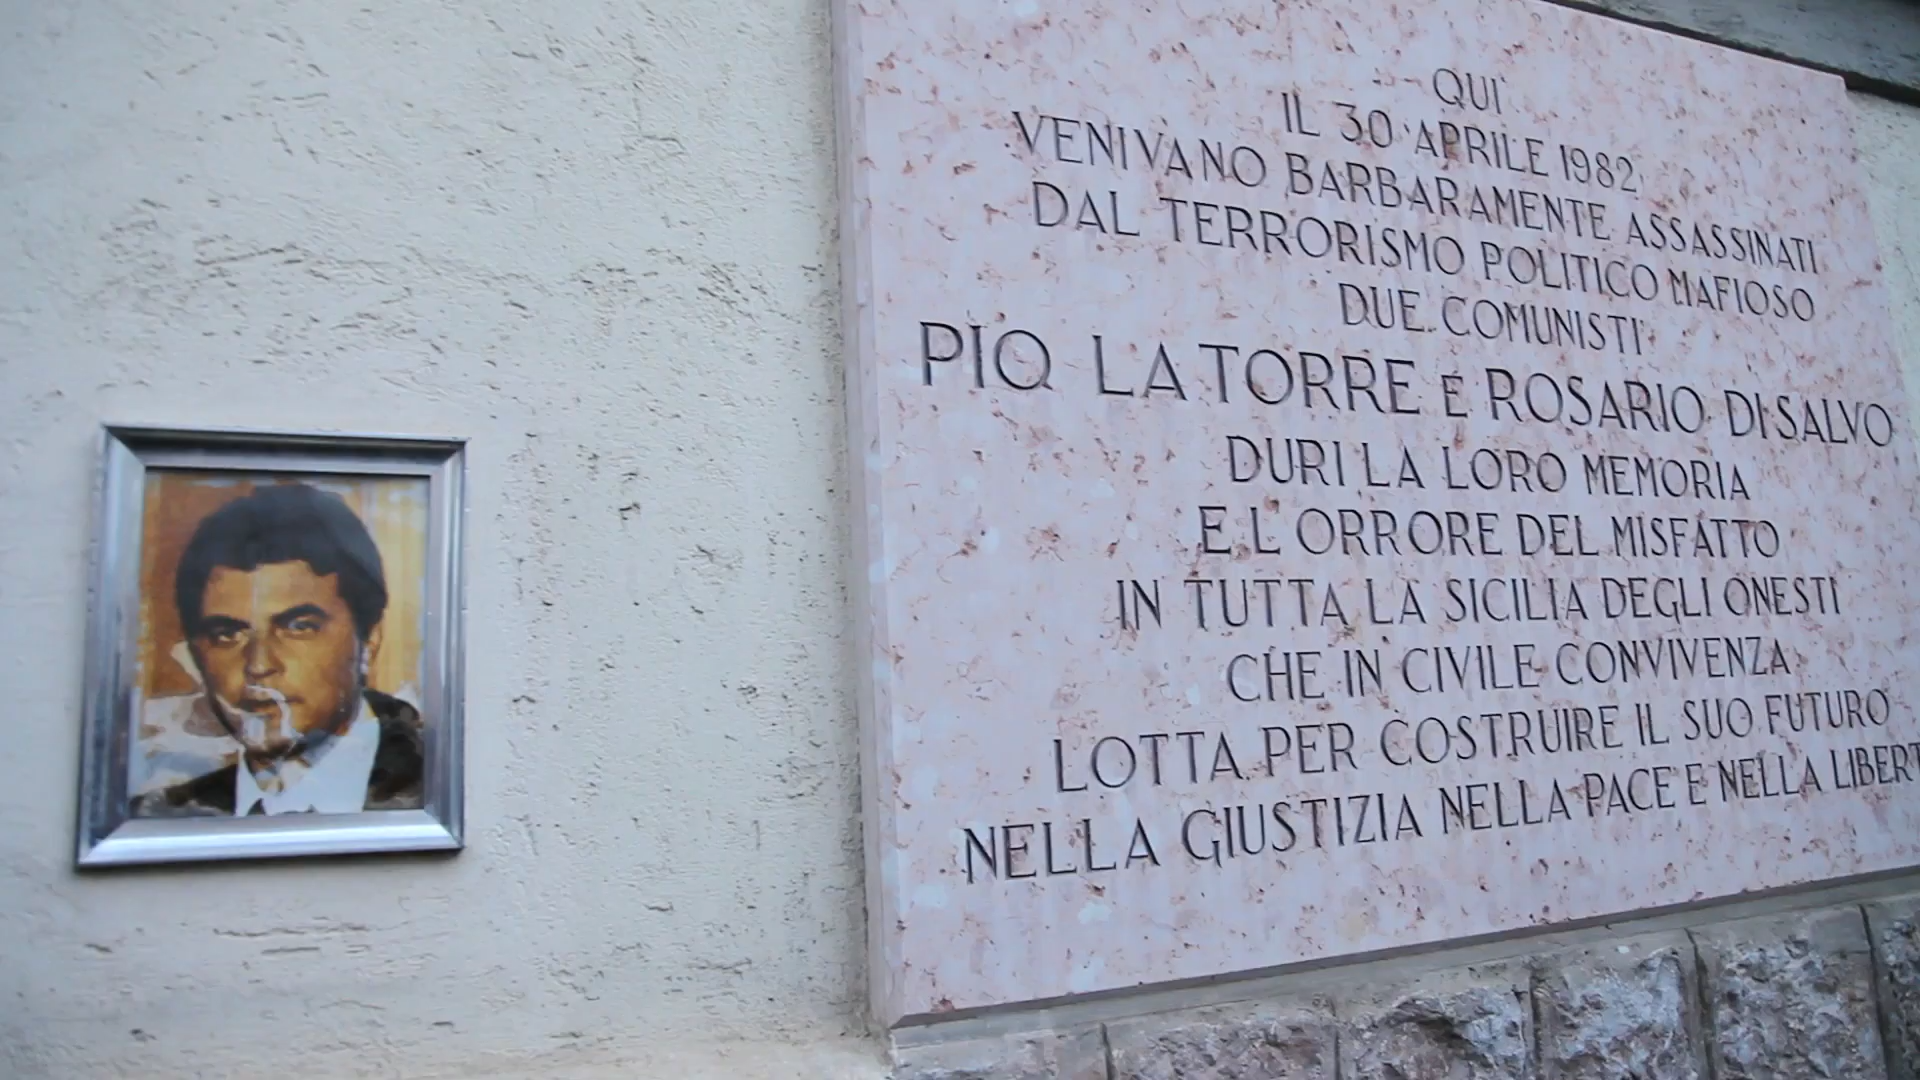 QUI
IL 30 APRILE 1982
VENIVANO BARBARAMENTE ASSASSINATI
DAL TERRORISMO POLITICO MAFIOSO
DUE COMUNISTI
PIO LA TORRE E ROSARIO DI SALVO
DURI LA LORO MEMORIA
E L'ORRORE DEL MISFATTO
IN TUTTA LA SICILIA DEGLI ONESTI
CHE IN CIVILE CONVIVENZA
LOTTA PER COSTRUIRE IL SUO FUTURO
NELLA GIUSTIZIA NELLA PACE E NELLA LIBERT